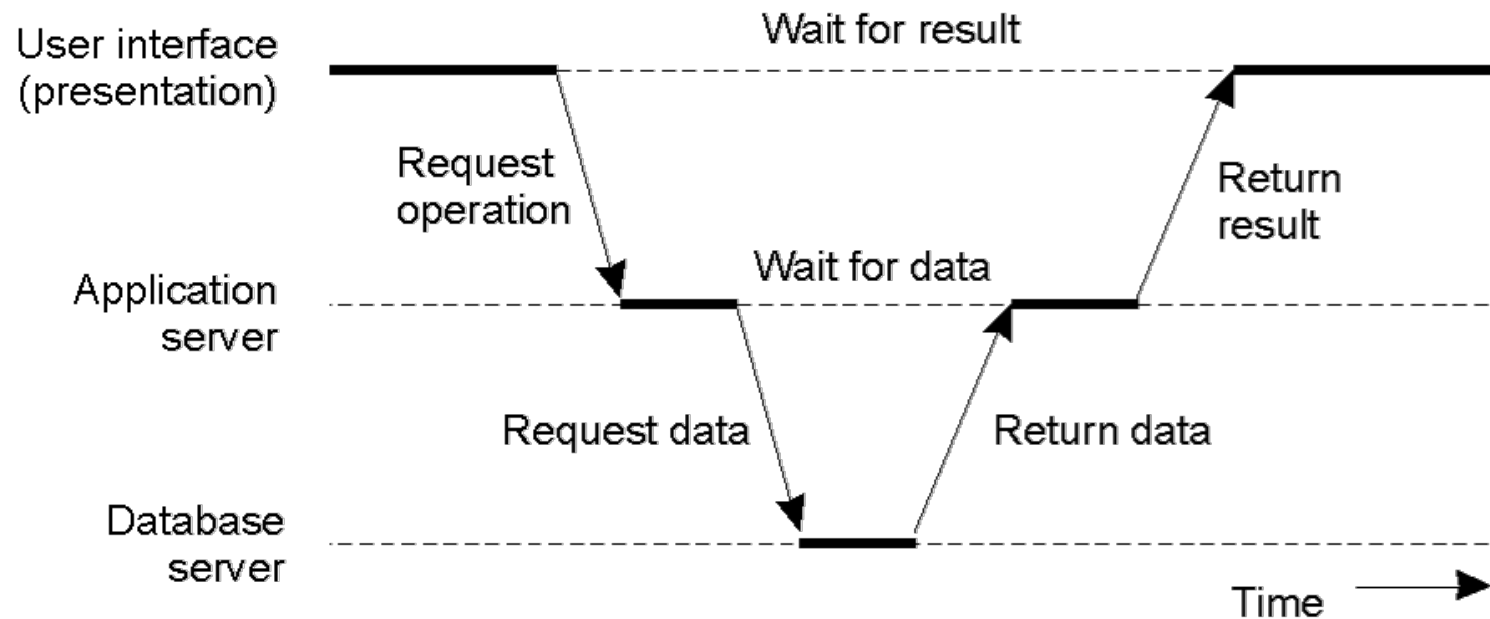 User interface
(presentation)
Wait for result
Request
operation
Return
result
Application
server
Wait for data
Request data
Return data
Database
server
Time